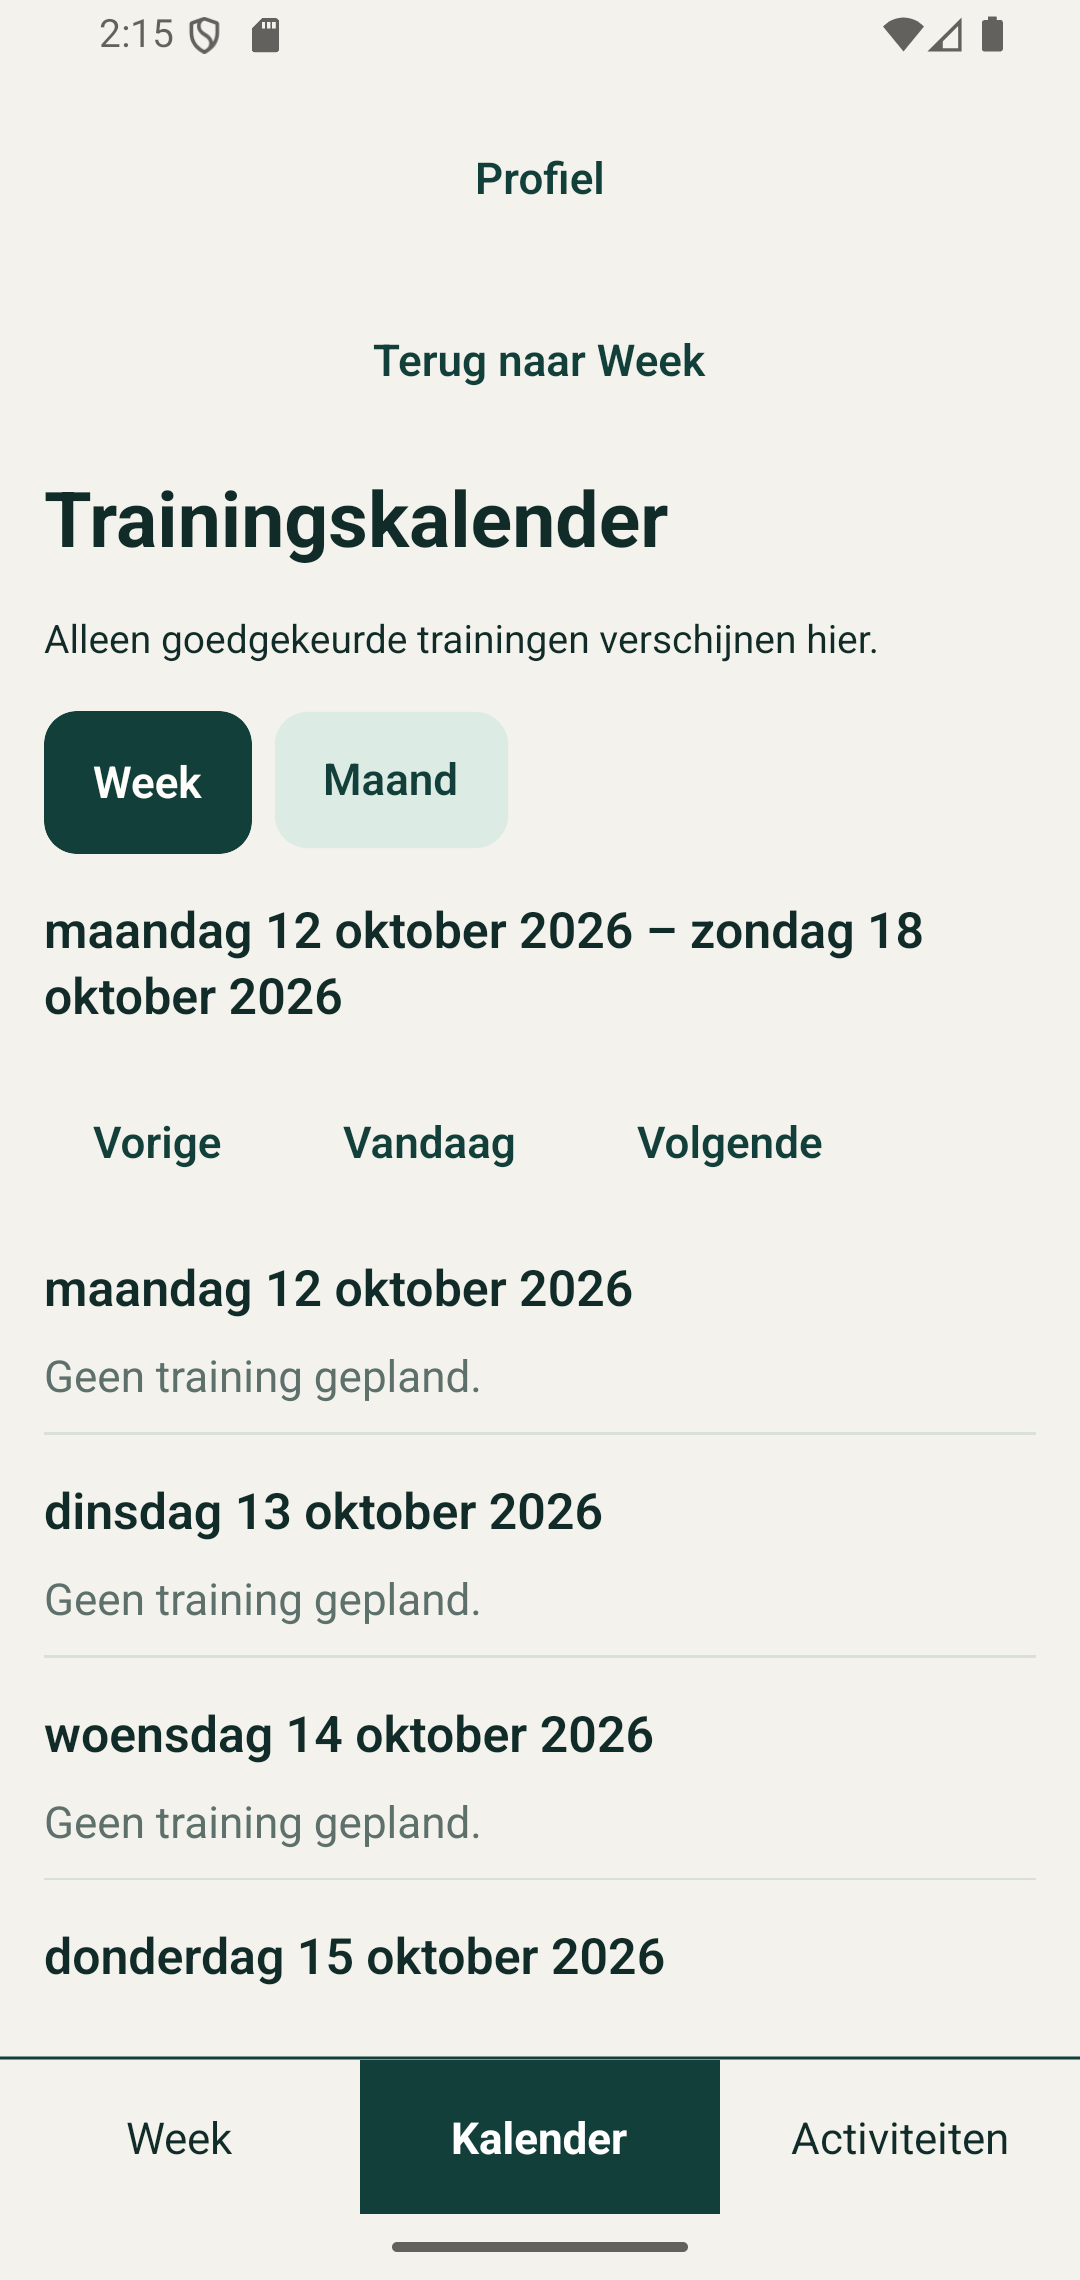 2:15
Profiel
Terug naar Week
Trainingskalender
Alleen goedgekeurde trainingen verschijnen hier.
Week
Maand
maandag 12 oktober 2026 – zondag 18
oktober 2026
Vorige
Vandaag
Volgende
maandag 12 oktober 2026
Geen training gepland.
dinsdag 13 oktober 2026
Geen training gepland.
woensdag 14 oktober 2026
Geen training gepland.
donderdag 15 oktober 2026
Week
Kalender
Activiteiten